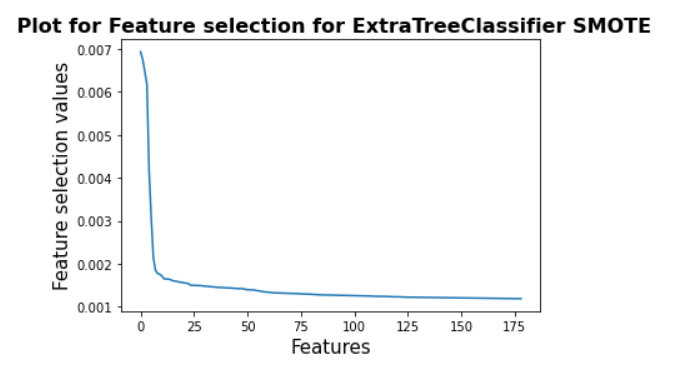 Plot for Feature selection for ExtraTreeClassifier SMOTE
Feature selection values
0.007
0.006
0.005
0.004
0.003
0.002
0.001
0 25 50 75 100 125 150 175
Features